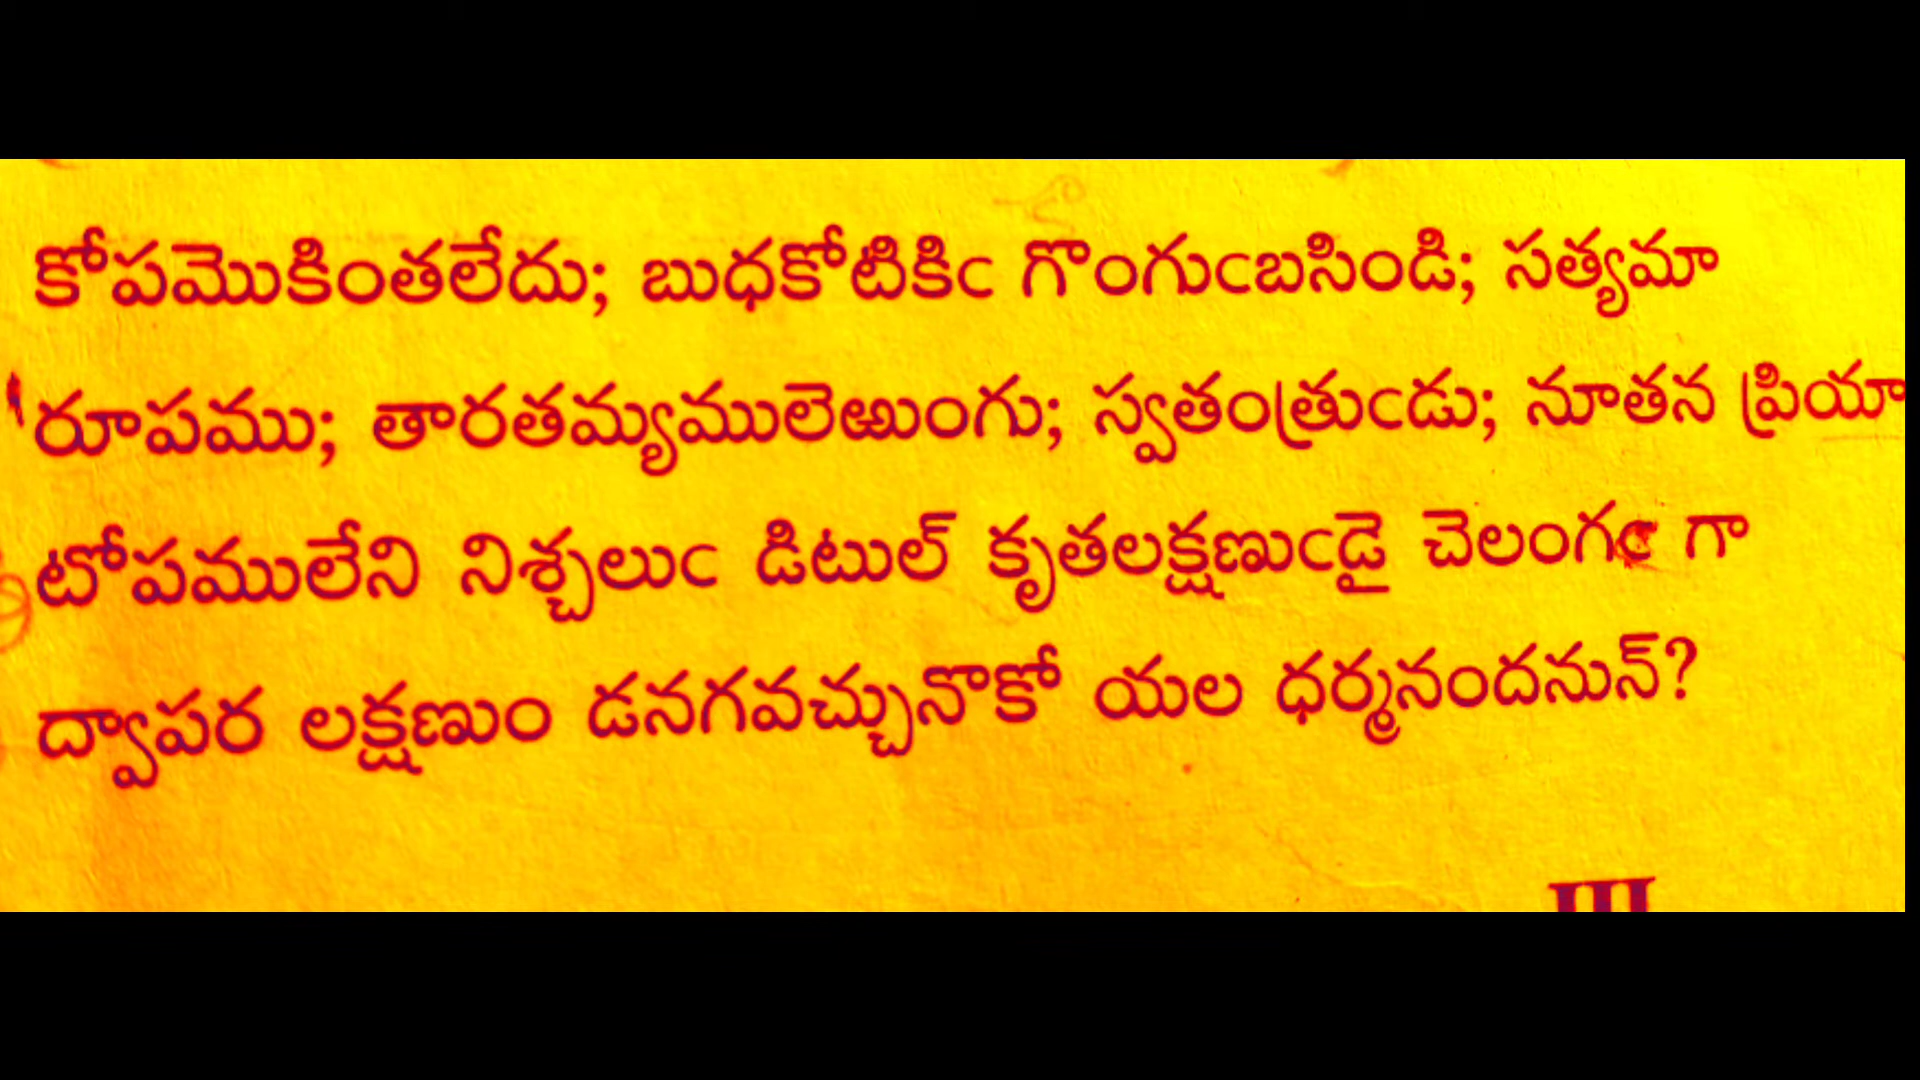 కోపమొకింతలేదు; బుధకోటికిఁ గొంగుఁబసిండి; సత్యమా
రూపము; తారతమ్యములెఱుంగు; స్వతంత్రుఁడు; నూతన ప్రియా
టోపములేని నిశ్చలుఁ డిటుల్ కృతలక్షణుఁడై చెలంగఁ గా
ద్వాపర లక్షణుం డనగవచ్చునొకో యల ధర్మనందనున్?